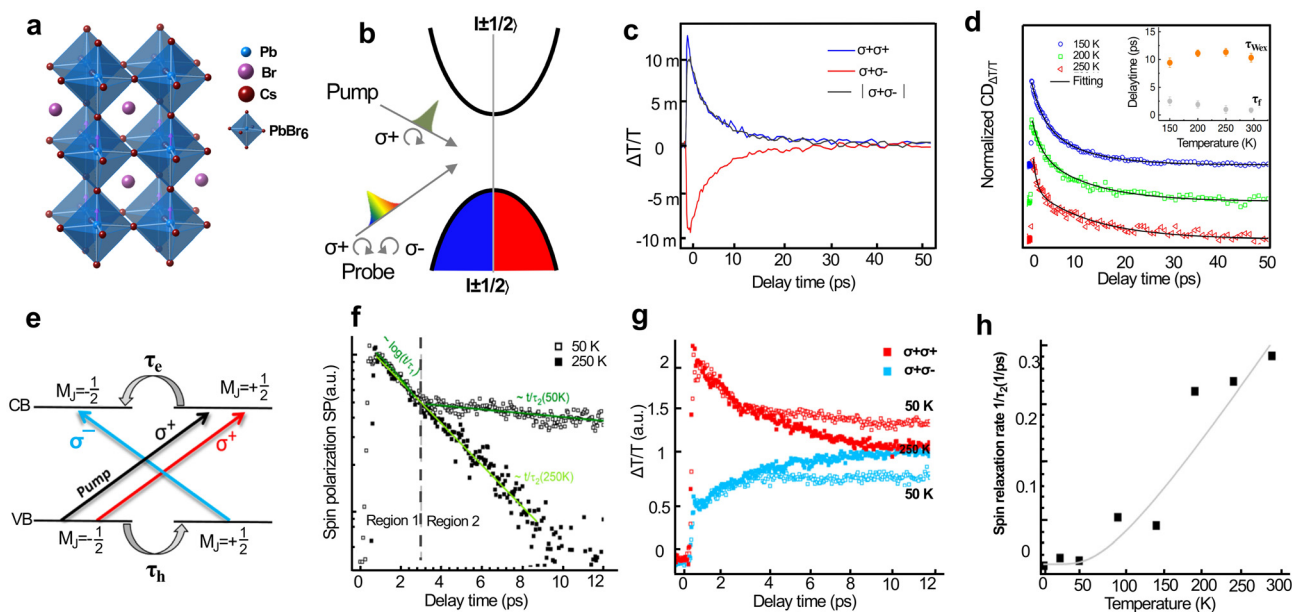 a
Pb
Br
Cs
PbBr6
b
I±1/2⟩
Pump
σ+
σ+
σ-
Probe
I±1/2⟩
c
10 m
5 m
0
-5 m
-10 m
ΔT/T
σ+σ+
σ+σ-
| σ+σ- |
0 10 20 30 40 50
Delay time (ps)
d
Normalized CDΔT/T
150 K
200 K
250 K
Fitting
15
10
5
0
Delaytime (ps)
τWex
τf
150 200 250 300
Temperature (K)
0 10 20 30 40 50
Delay time (ps)
e
τe
MJ=-1/2
MJ=+1/2
CB
σ−
σ+
σ+
Pump
VB
MJ=-1/2
MJ=+1/2
τh
f
Spin polarization SP(a.u.)
50 K
250 K
~ log(t/τ1)
~ t/τ2(50K)
~ t/τ2(250K)
Region 1
Region 2
0 2 4 6 8 10 12
Delay time (ps)
g
2
1.5
1
0.5
0
ΔT/T (a.u.)
σ+σ+
σ+σ-
50 K
250 K
50 K
0 2 4 6 8 10 12
Delay time (ps)
h
0.3
0.2
0.1
0
Spin relaxation rate 1/τ2(1/ps)
0 50 100 150 200 250 300
Temperature (K)